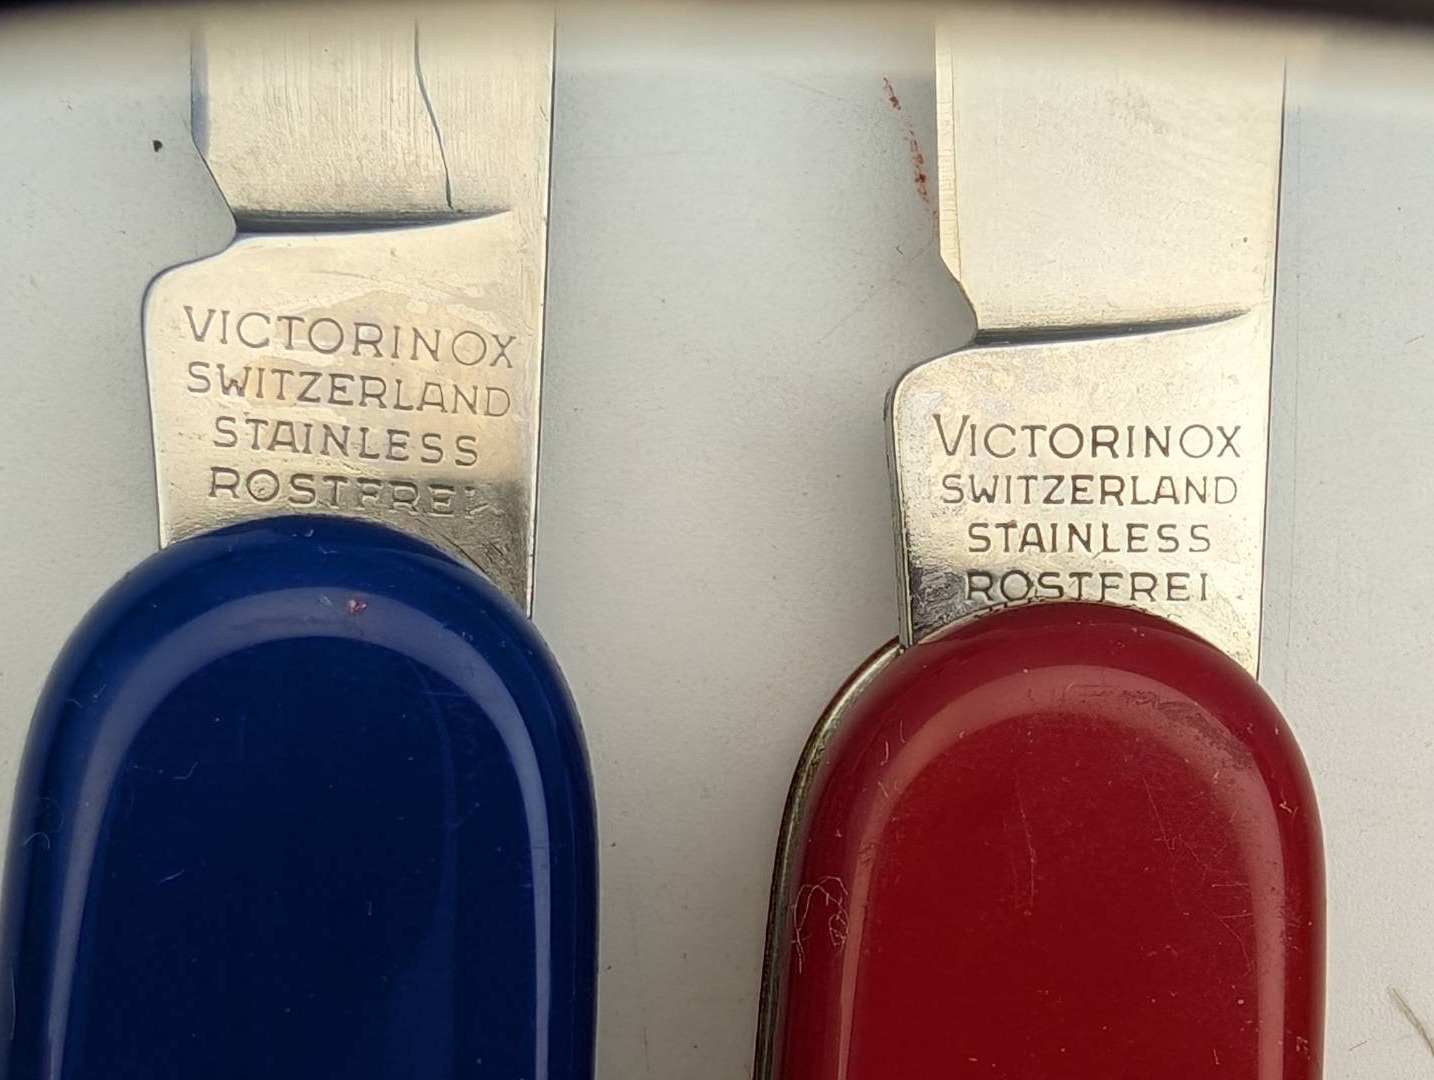 VICTORINOX
SWITZERLAND
STAINLESS
ROSTFREI
VICTORINOX
SWITZERLAND
STAINLESS
ROSTFREI